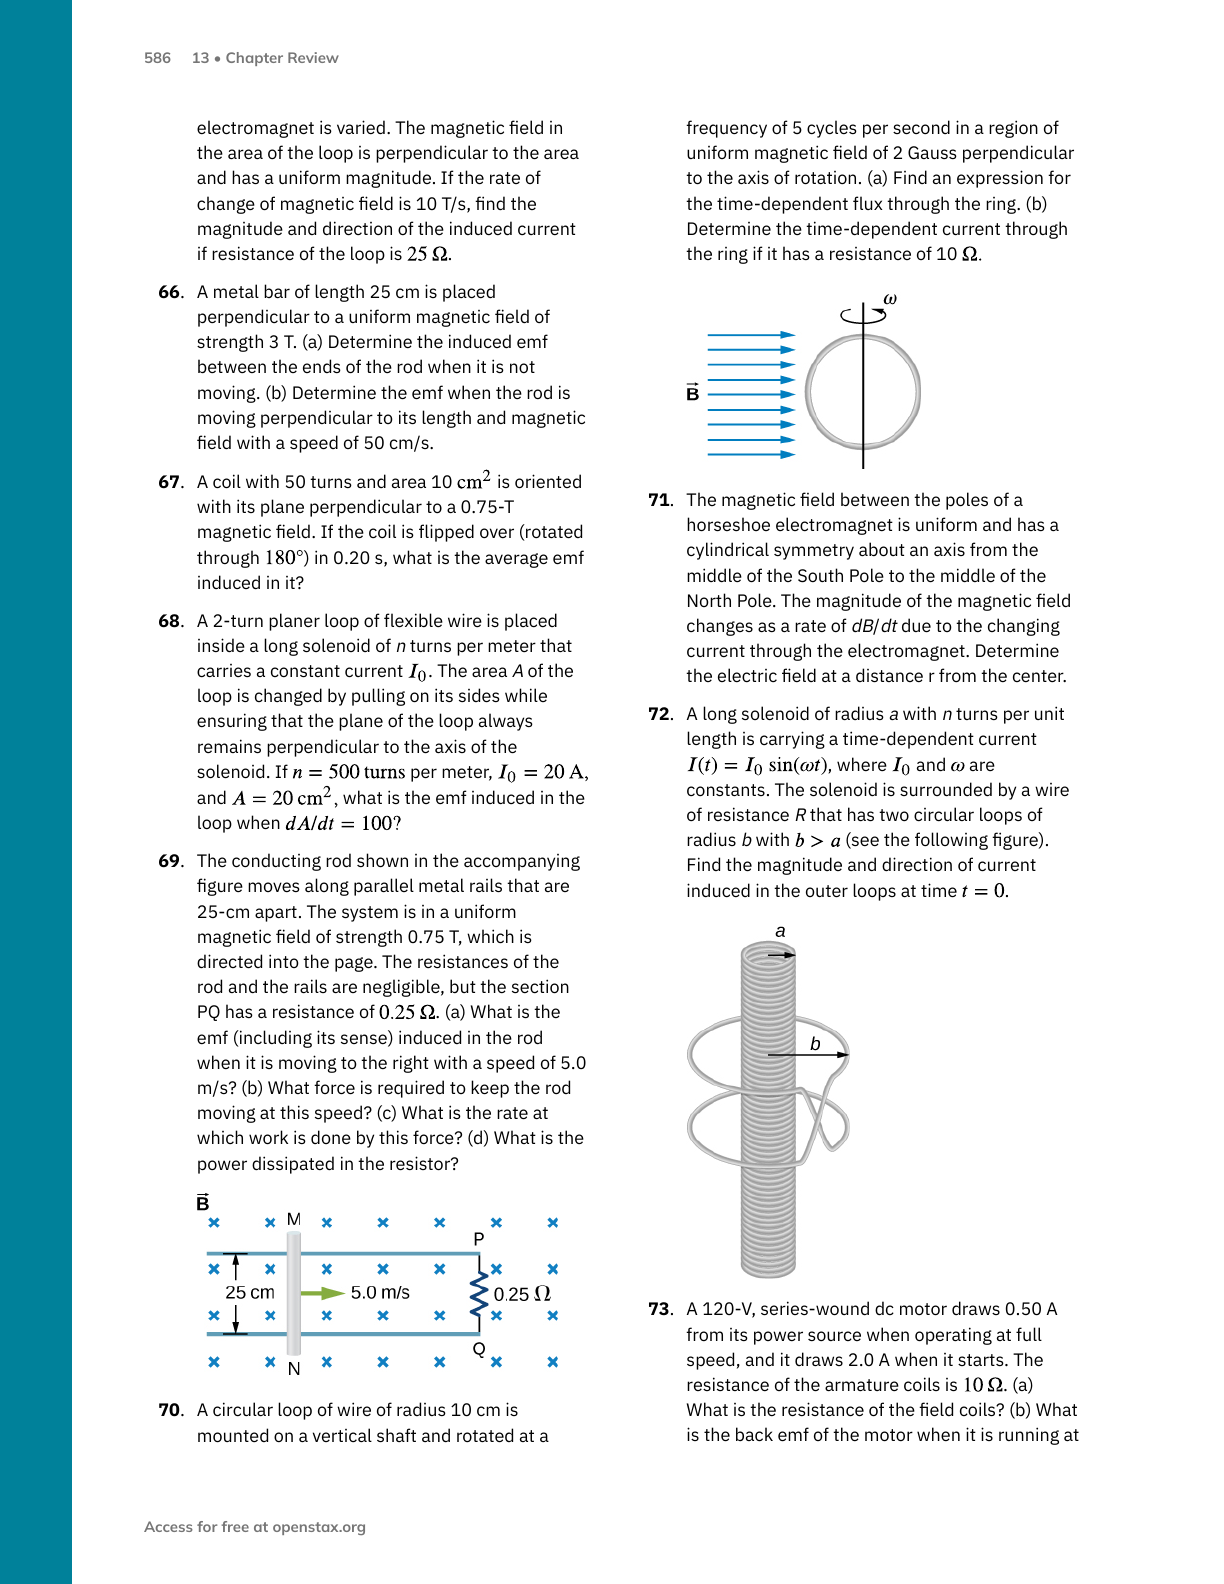 586 13 • Chapter Review
electromagnet is varied. The magnetic field in
the area of the loop is perpendicular to the area
and has a uniform magnitude. If the rate of
change of magnetic field is 10 T/s, find the
magnitude and direction of the induced current
if resistance of the loop is 25 Ω.
66. A metal bar of length 25 cm is placed
perpendicular to a uniform magnetic field of
strength 3 T. (a) Determine the induced emf
between the ends of the rod when it is not
moving. (b) Determine the emf when the rod is
moving perpendicular to its length and magnetic
field with a speed of 50 cm/s.
67. A coil with 50 turns and area 10 cm² is oriented
with its plane perpendicular to a 0.75-T
magnetic field. If the coil is flipped over (rotated
through 180°) in 0.20 s, what is the average emf
induced in it?
68. A 2-turn planer loop of flexible wire is placed
inside a long solenoid of n turns per meter that
carries a constant current I₀. The area A of the
loop is changed by pulling on its sides while
ensuring that the plane of the loop always
remains perpendicular to the axis of the
solenoid. If n = 500 turns per meter, I₀ = 20 A,
and A = 20 cm², what is the emf induced in the
loop when dA/dt = 100?
69. The conducting rod shown in the accompanying
figure moves along parallel metal rails that are
25-cm apart. The system is in a uniform
magnetic field of strength 0.75 T, which is
directed into the page. The resistances of the
rod and the rails are negligible, but the section
PQ has a resistance of 0.25 Ω. (a) What is the
emf (including its sense) induced in the rod
when it is moving to the right with a speed of 5.0
m/s? (b) What force is required to keep the rod
moving at this speed? (c) What is the rate at
which work is done by this force? (d) What is the
power dissipated in the resistor?
B⃗
M
P
25 cm
5.0 m/s
0.25 Ω
Q
N
70. A circular loop of wire of radius 10 cm is
mounted on a vertical shaft and rotated at a
frequency of 5 cycles per second in a region of
uniform magnetic field of 2 Gauss perpendicular
to the axis of rotation. (a) Find an expression for
the time-dependent flux through the ring. (b)
Determine the time-dependent current through
the ring if it has a resistance of 10 Ω.
ω
B⃗
71. The magnetic field between the poles of a
horseshoe electromagnet is uniform and has a
cylindrical symmetry about an axis from the
middle of the South Pole to the middle of the
North Pole. The magnitude of the magnetic field
changes as a rate of dB/dt due to the changing
current through the electromagnet. Determine
the electric field at a distance r from the center.
72. A long solenoid of radius a with n turns per unit
length is carrying a time-dependent current
I(t) = I₀ sin(ωt), where I₀ and ω are
constants. The solenoid is surrounded by a wire
of resistance R that has two circular loops of
radius b with b > a (see the following figure).
Find the magnitude and direction of current
induced in the outer loops at time t = 0.
a
b
73. A 120-V, series-wound dc motor draws 0.50 A
from its power source when operating at full
speed, and it draws 2.0 A when it starts. The
resistance of the armature coils is 10 Ω. (a)
What is the resistance of the field coils? (b) What
is the back emf of the motor when it is running at
Access for free at openstax.org